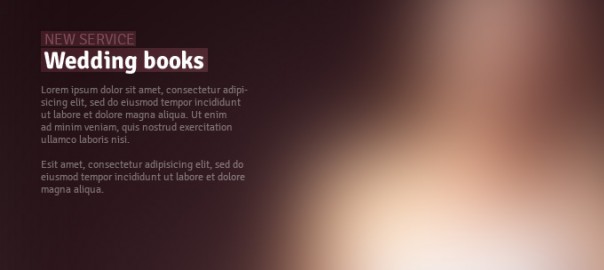 NEW SERVICE
Wedding books
Lorem ipsum dolor sit amet, consectetur adipi-
sicing elit, sed do eiusmod tempor incididunt
ut labore et dolore magna aliqua. Ut enim
ad minim veniam, quis nostrud exercitation
ullamco laboris nisi.
Esit amet, consectetur adipisicing elit, sed do
eiusmod tempor incididunt ut labore et dolore
magna aliqua.